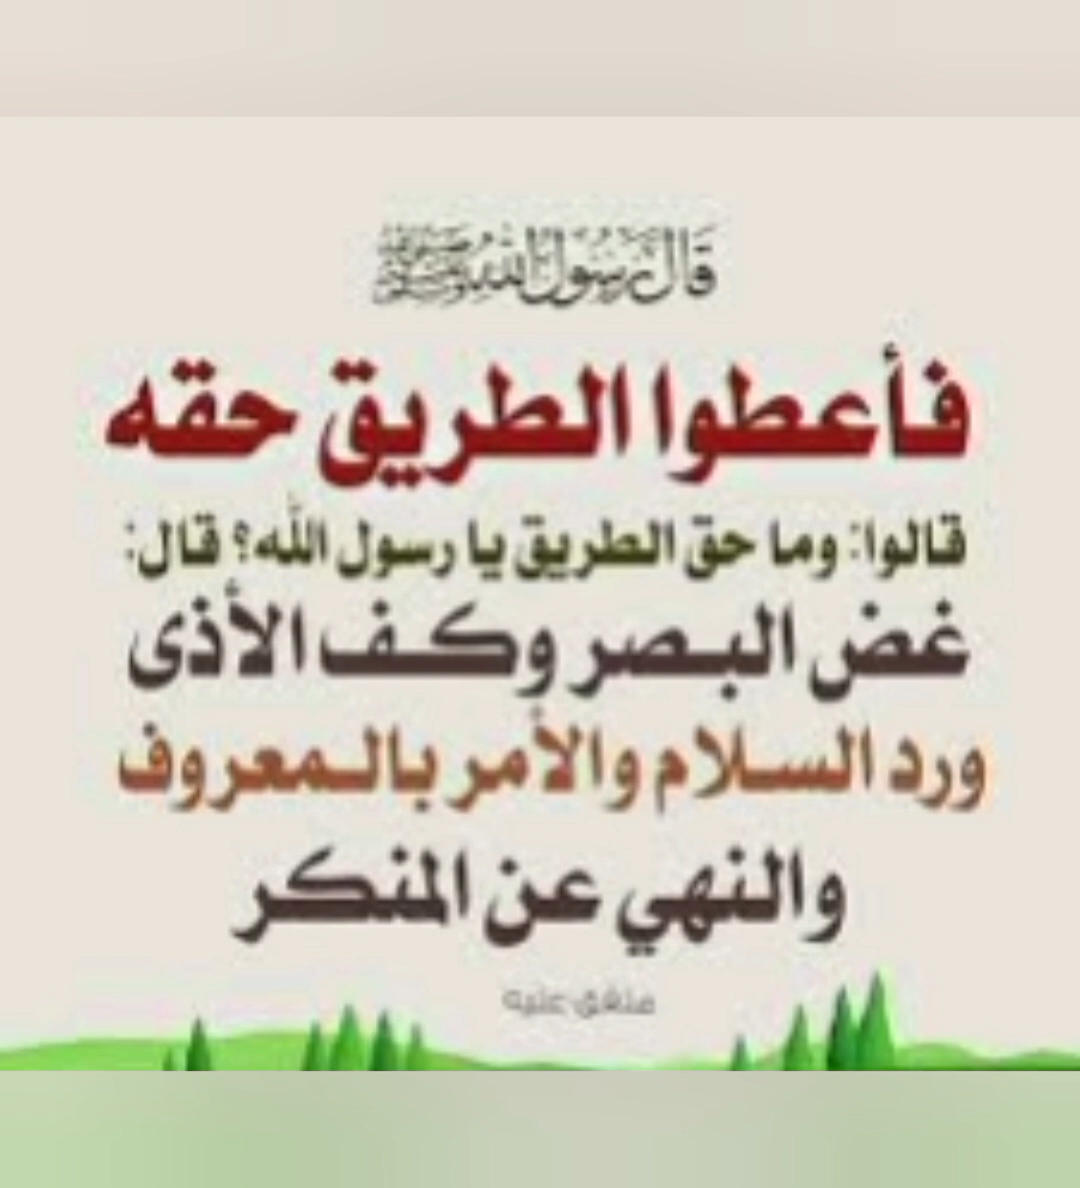 قال رسول الله صلى الله عليه وسلم
فأعطوا الطريق حقه
قالوا: وما حق الطريق يا رسول الله؟ قال:
غض البصر وكف الأذى
ورد السلام والأمر بالمعروف
والنهي عن المنكر
متفق عليه